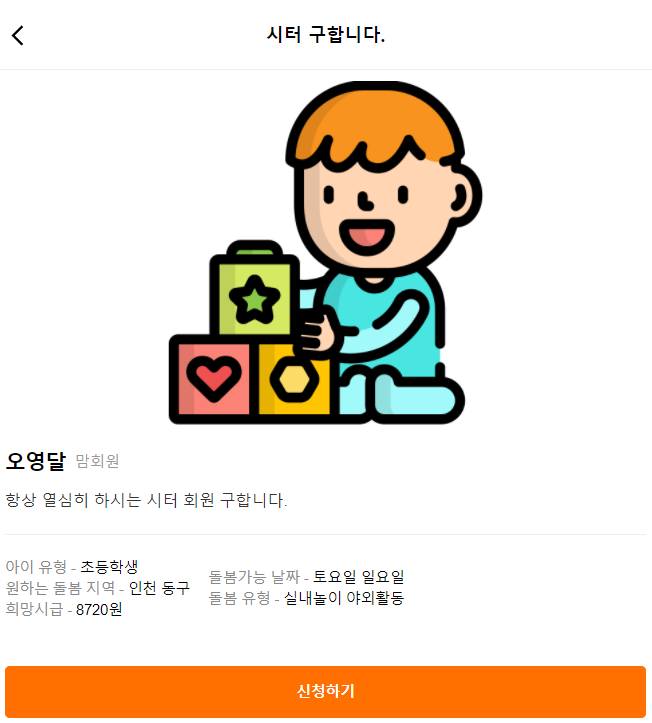 시터 구합니다.
오영달 맘회원
항상 열심히 하시는 시터 회원 구합니다.
아이 유형 - 초등학생
원하는 돌봄 지역 - 인천 동구
희망시급 - 8720원
돌봄가능 날짜 - 토요일 일요일
돌봄 유형 - 실내놀이 야외활동
신청하기